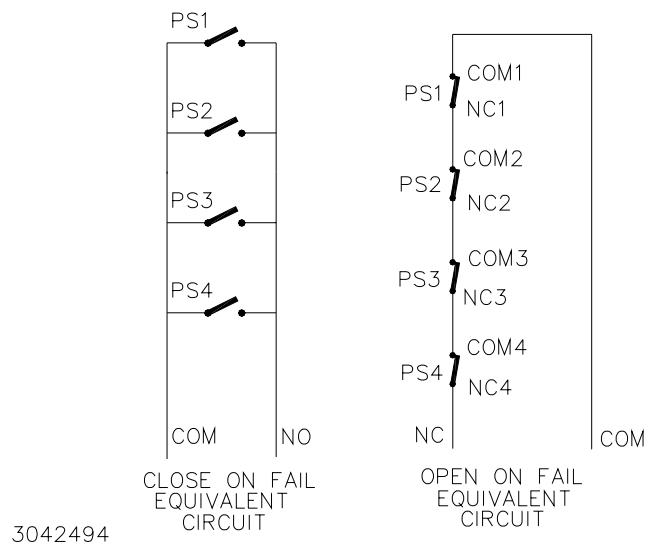 PS1
PS2
PS3
PS4
COM
NO
CLOSE ON FAIL
EQUIVALENT
CIRCUIT
COM1
PS1
NC1
COM2
PS2
NC2
COM3
PS3
NC3
COM4
PS4
NC4
NC
COM
OPEN ON FAIL
EQUIVALENT
CIRCUIT
3042494